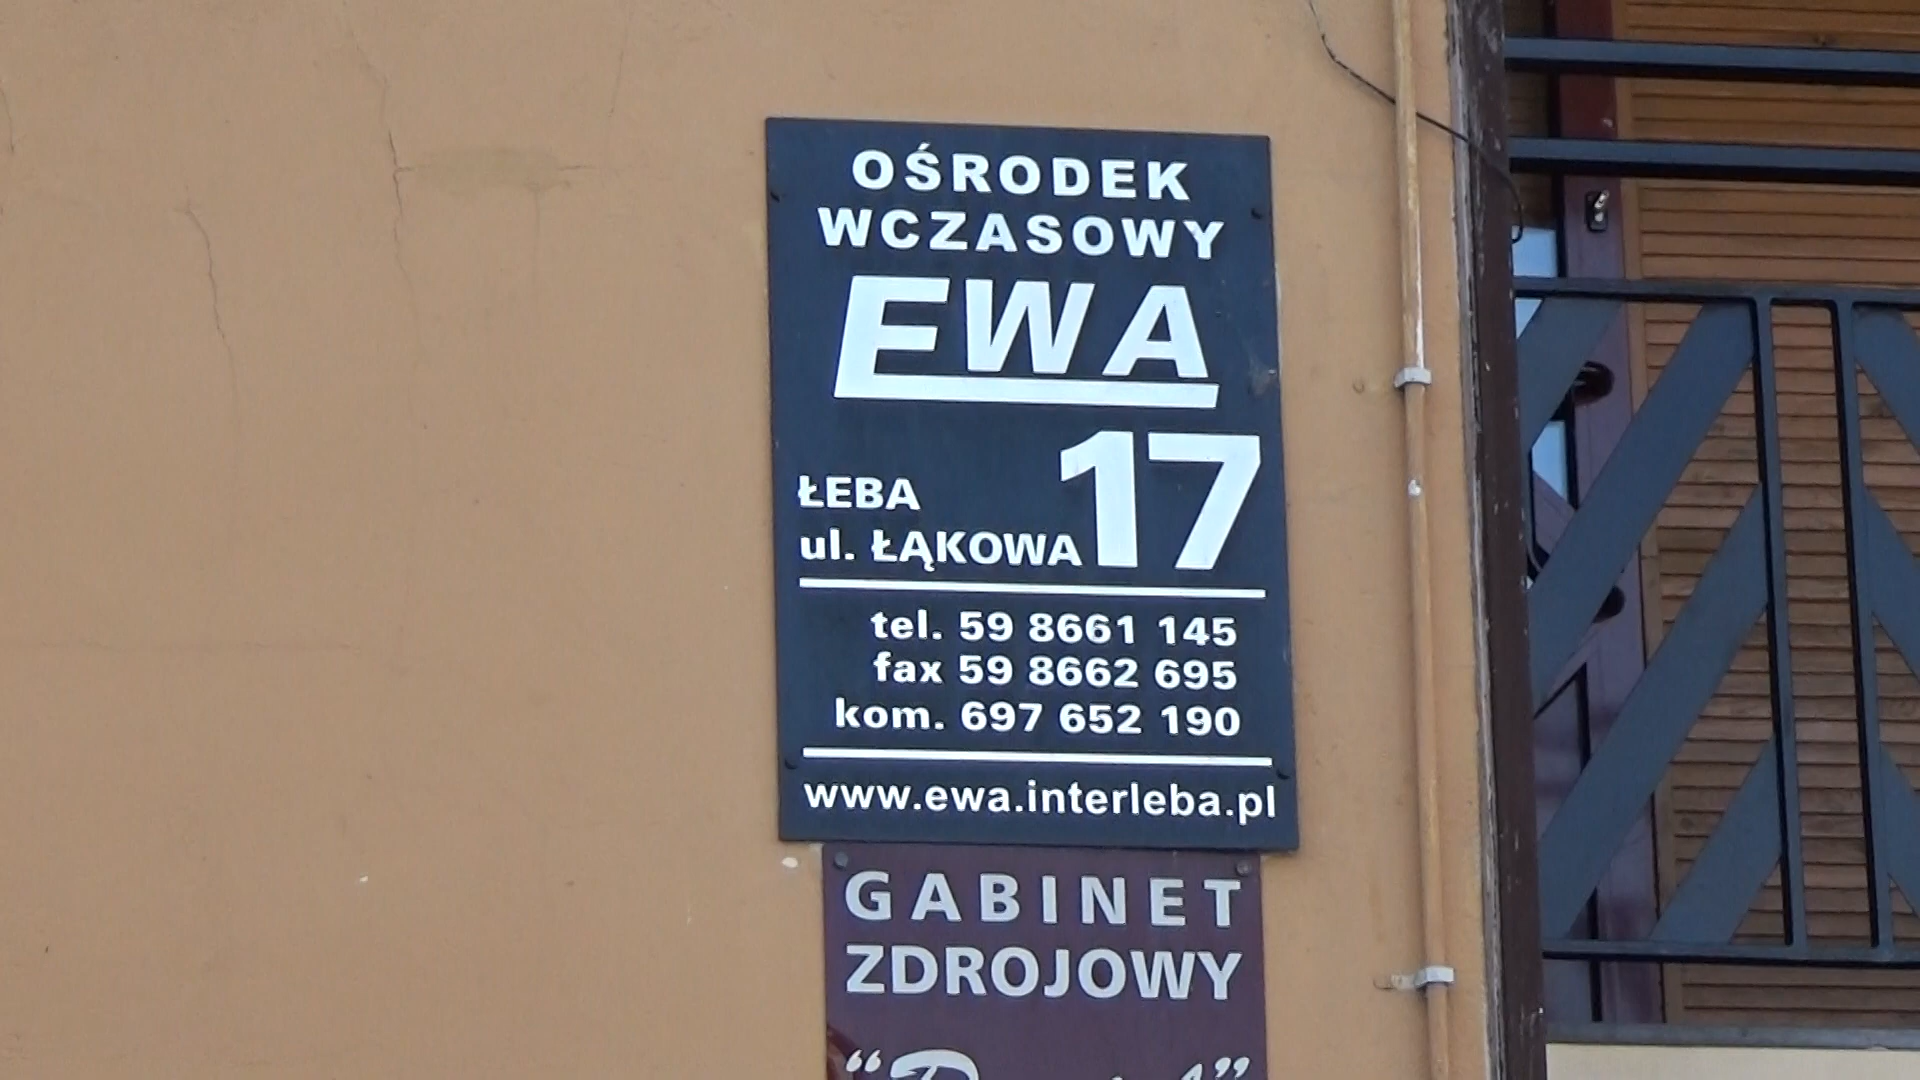 OŚRODEK
WCZASOWY
EWA
17
ŁEBA
ul. ŁĄKOWA
tel. 59 8661 145
fax 59 8662 695
kom. 697 652 190
www.ewa.interleba.pl
GABINET
ZDROJOWY